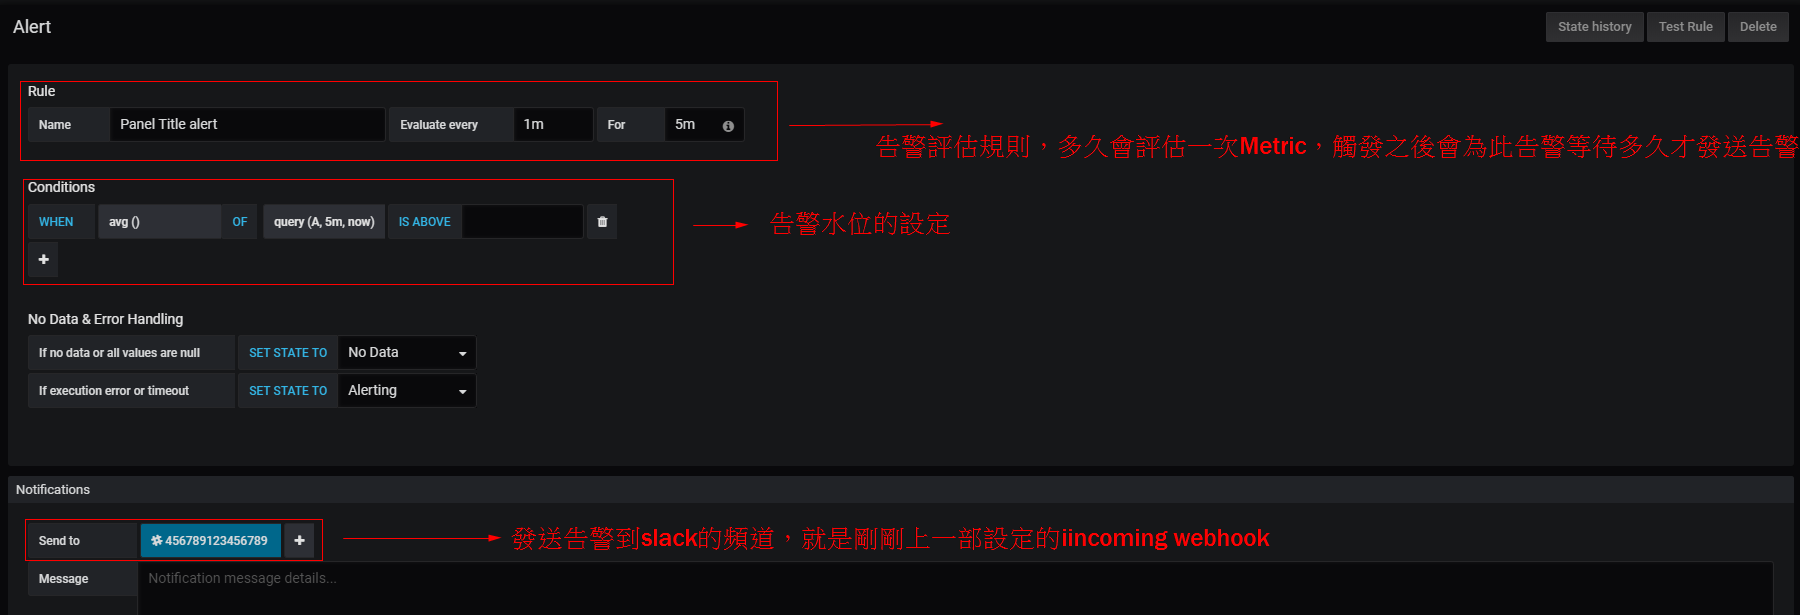 Alert
State history
Test Rule
Delete
Rule
Name
Panel Title alert
Evaluate every
1m
For
5m
告警評估規則，多久會評估一次Metric，觸發之後會為此告警等待多久才發送告警
Conditions
WHEN
avg ()
OF
query (A, 5m, now)
IS ABOVE
告警水位的設定
No Data & Error Handling
If no data or all values are null
SET STATE TO
No Data
If execution error or timeout
SET STATE TO
Alerting
Notifications
Send to
456789123456789
發送告警到slack的頻道，就是剛剛上一部設定的iincoming webhook
Message
Notification message details...